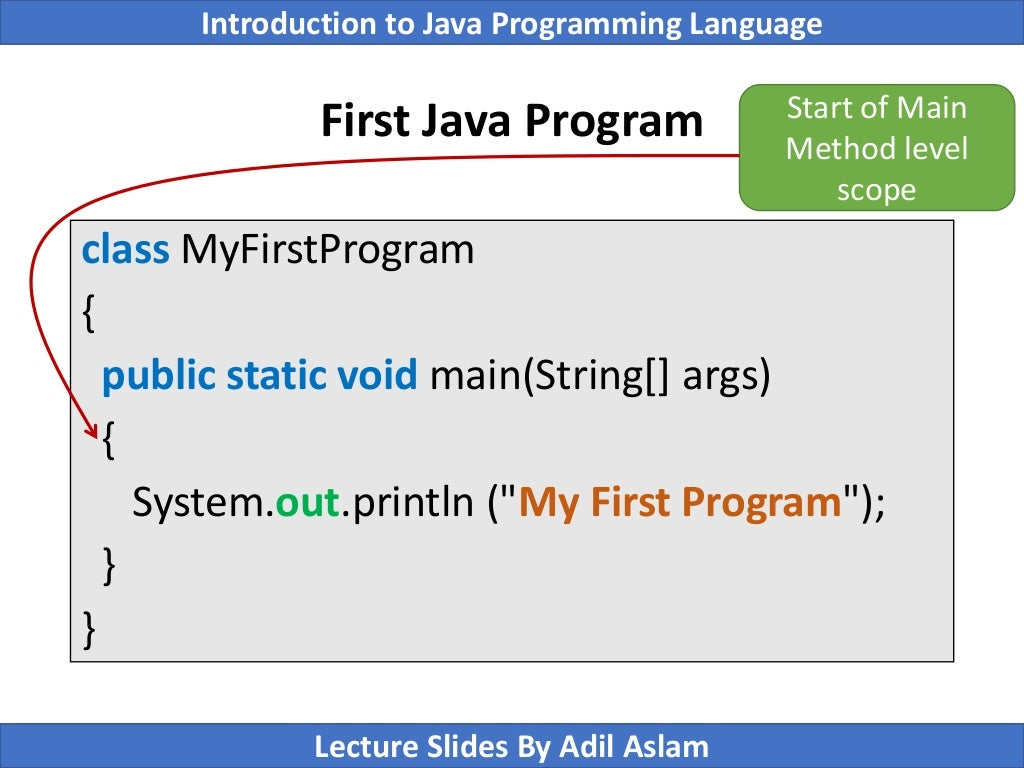 Introduction to Java Programming Language
First Java Program
Start of Main
Method level
scope
class MyFirstProgram
{
public static void main(String[] args)
{
System.out.println ("My First Program");
}
}
Lecture Slides By Adil Aslam